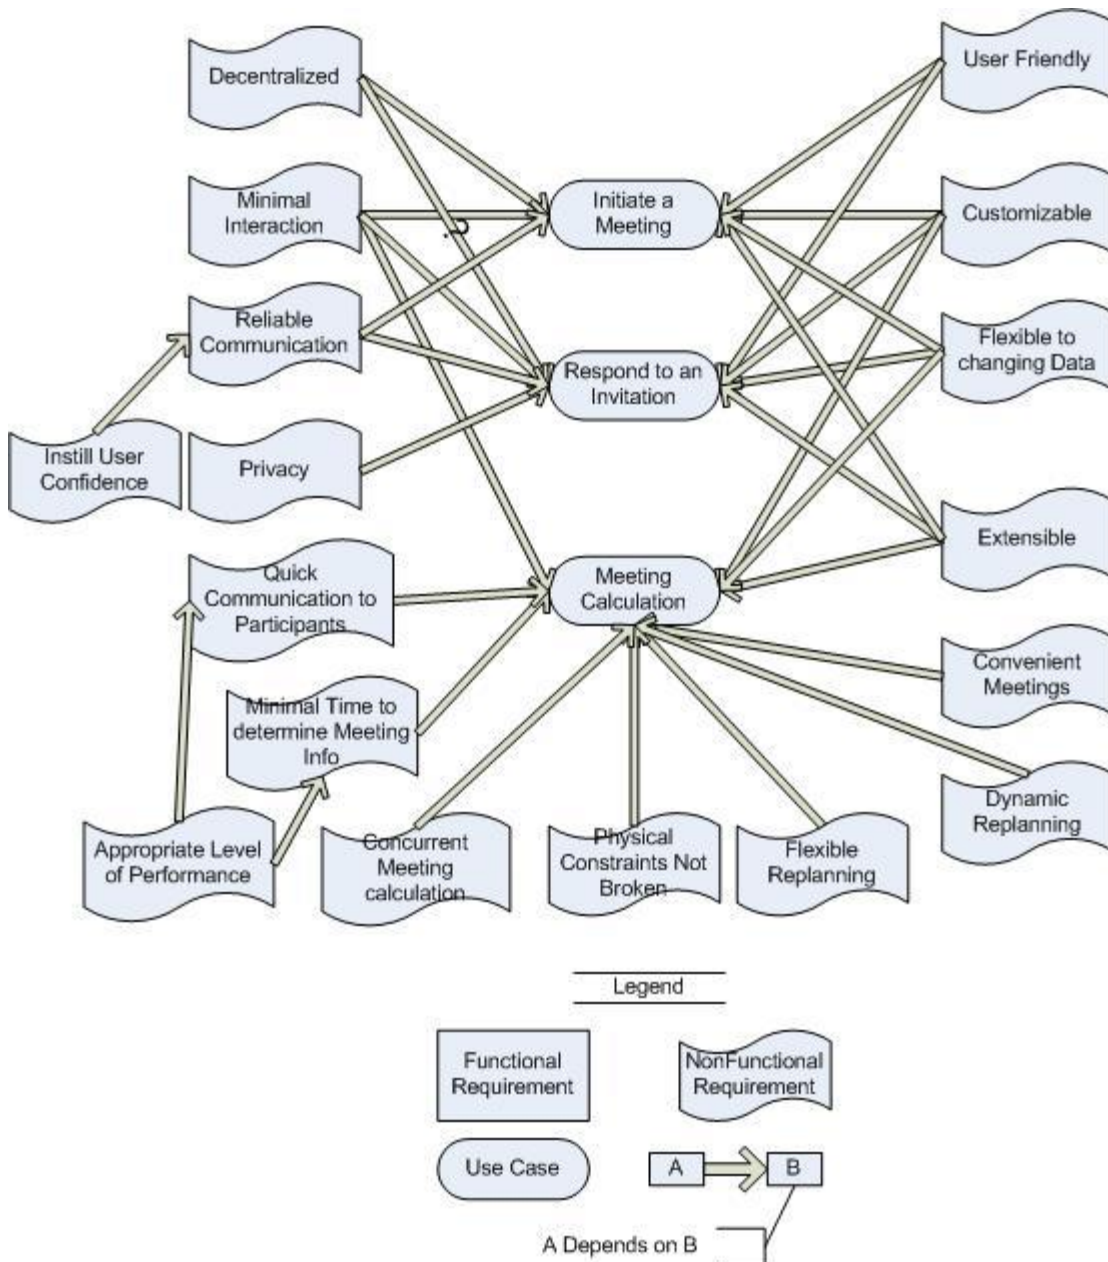 Decentralized
User Friendly
Minimal
Interaction
Initiate a
Meeting
Customizable
Reliable
Communication
Respond to an
Invitation
Flexible to
changing Data
Instill User
Confidence
Privacy
Extensible
Quick
Communication to
Participants
Meeting
Calculation
Convenient
Meetings
Minimal Time to
determine Meeting
Info
Dynamic
Replanning
Appropriate Level
of Performance
Concurrent
Meeting
calculation
Physical
Constraints Not
Broken
Flexible
Replanning
Legend
Functional
Requirement
NonFunctional
Requirement
Use Case
A
B
A Depends on B